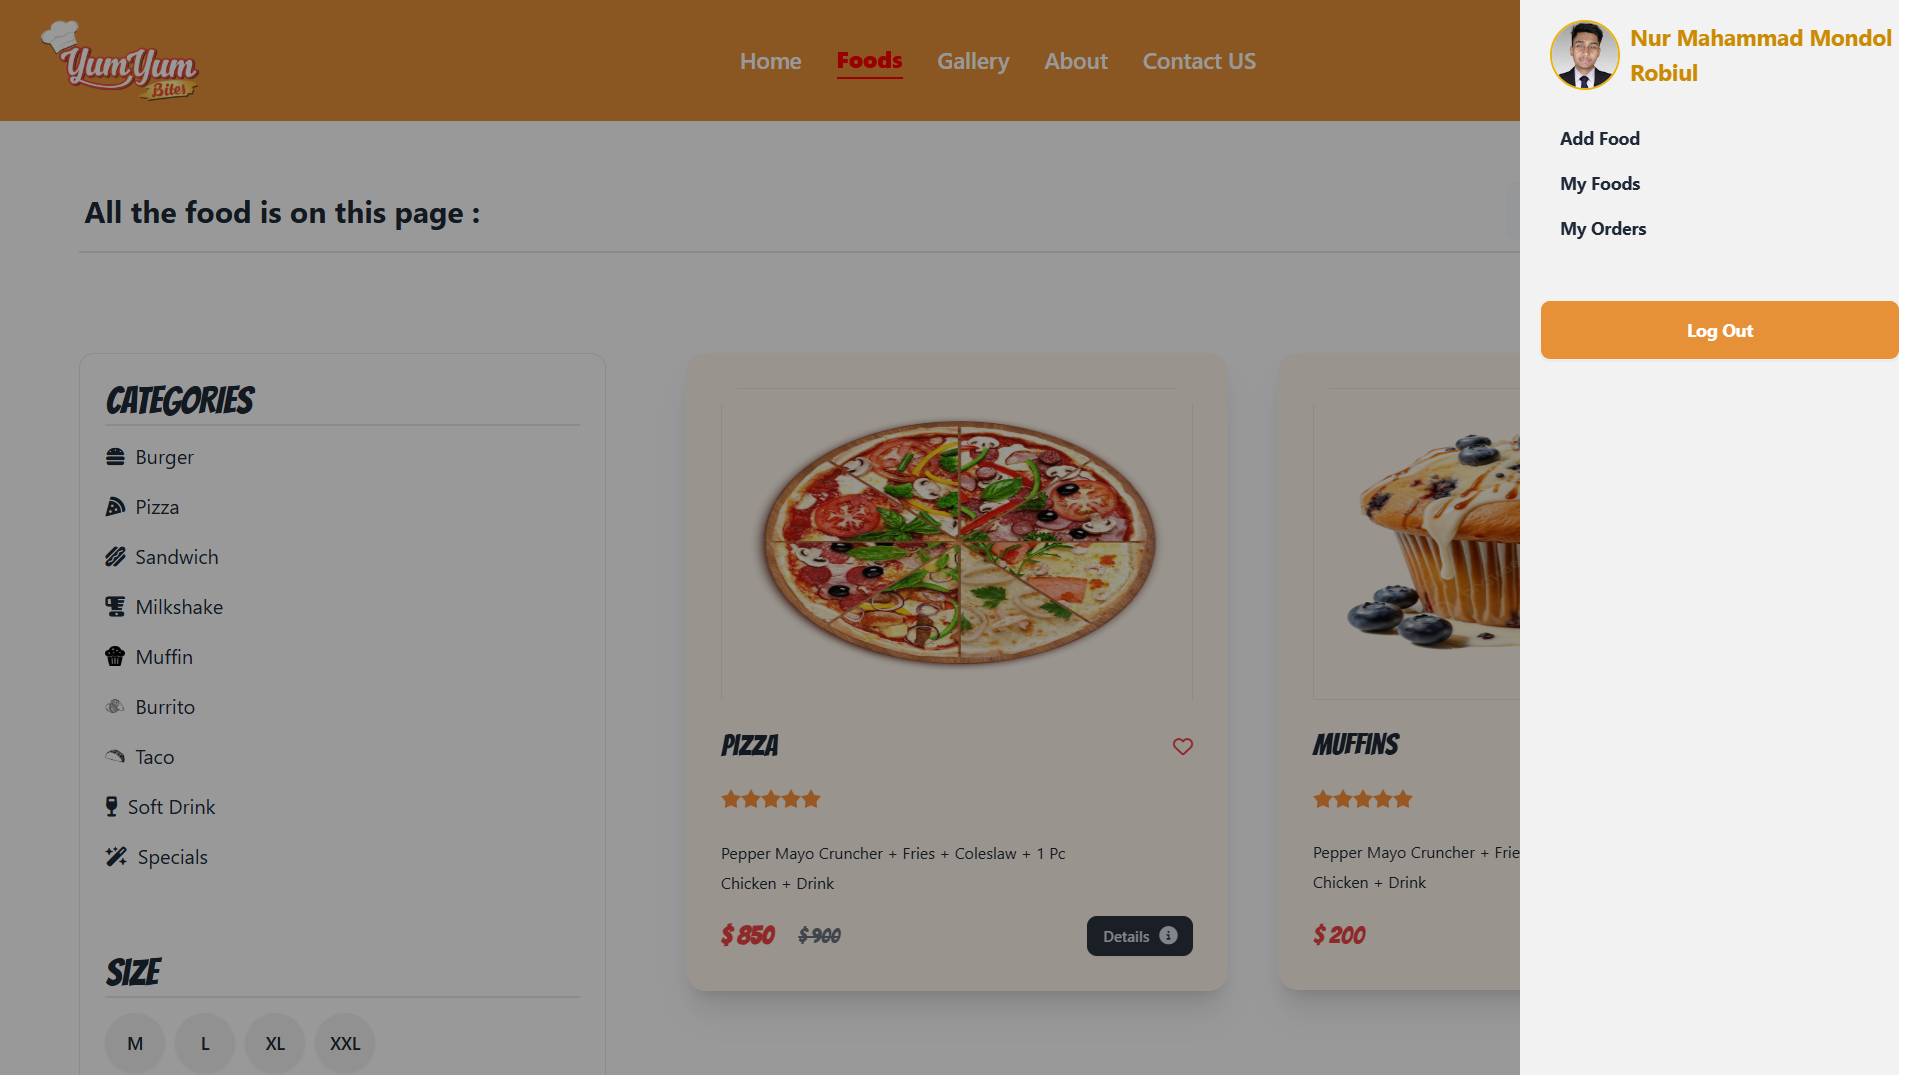 YumYum
Bites
Home
Foods
Gallery
About
Contact US
Nur Mahammad Mondol
Robiul
Add Food
My Foods
My Orders
Log Out
All the food is on this page :
CATEGORIES
Burger
Pizza
Sandwich
Milkshake
Muffin
Burrito
Taco
Soft Drink
Specials
SIZE
M
L
XL
XXL
PIZZA
Pepper Mayo Cruncher + Fries + Coleslaw + 1 Pc
Chicken + Drink
$ 850
$ 900
Details
MUFFINS
Pepper Mayo Cruncher + Frie
Chicken + Drink
$ 200